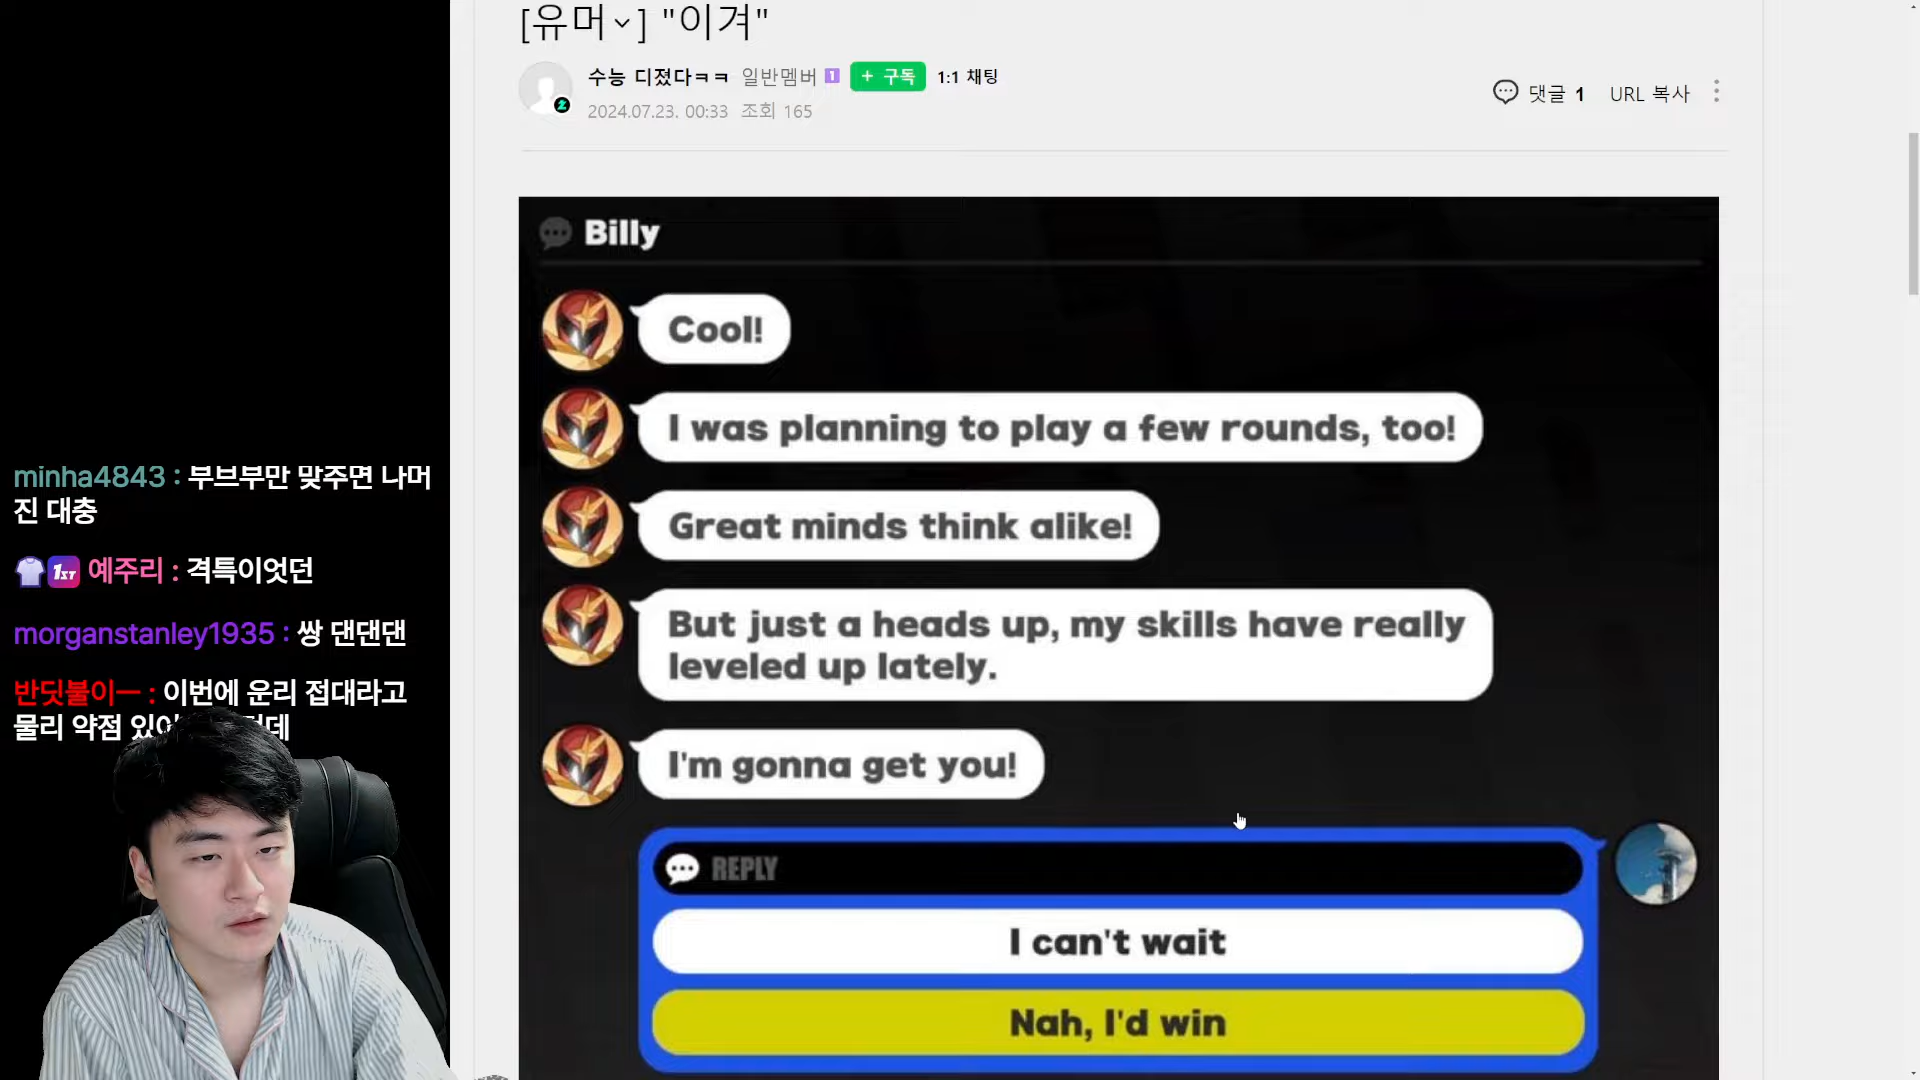 [유머⌄] "이겨"
수능 디졌다ㅋㅋ 일반멤버 1 + 구독 1:1 채팅
2024.07.23. 00:33 조회 165
댓글 1 URL 복사
Billy
Cool!
I was planning to play a few rounds, too!
Great minds think alike!
But just a heads up, my skills have really
leveled up lately.
I'm gonna get you!
REPLY
I can't wait
Nah, I'd win
minha4843 : 부브부만 맞추면 나머
진 대충
1ST 예주리 : 격특이엇던
morganstanley1935 : 쌍 댄댄댄
반딧불이ㅡ : 이번에 운리 접대라고
물리 약점